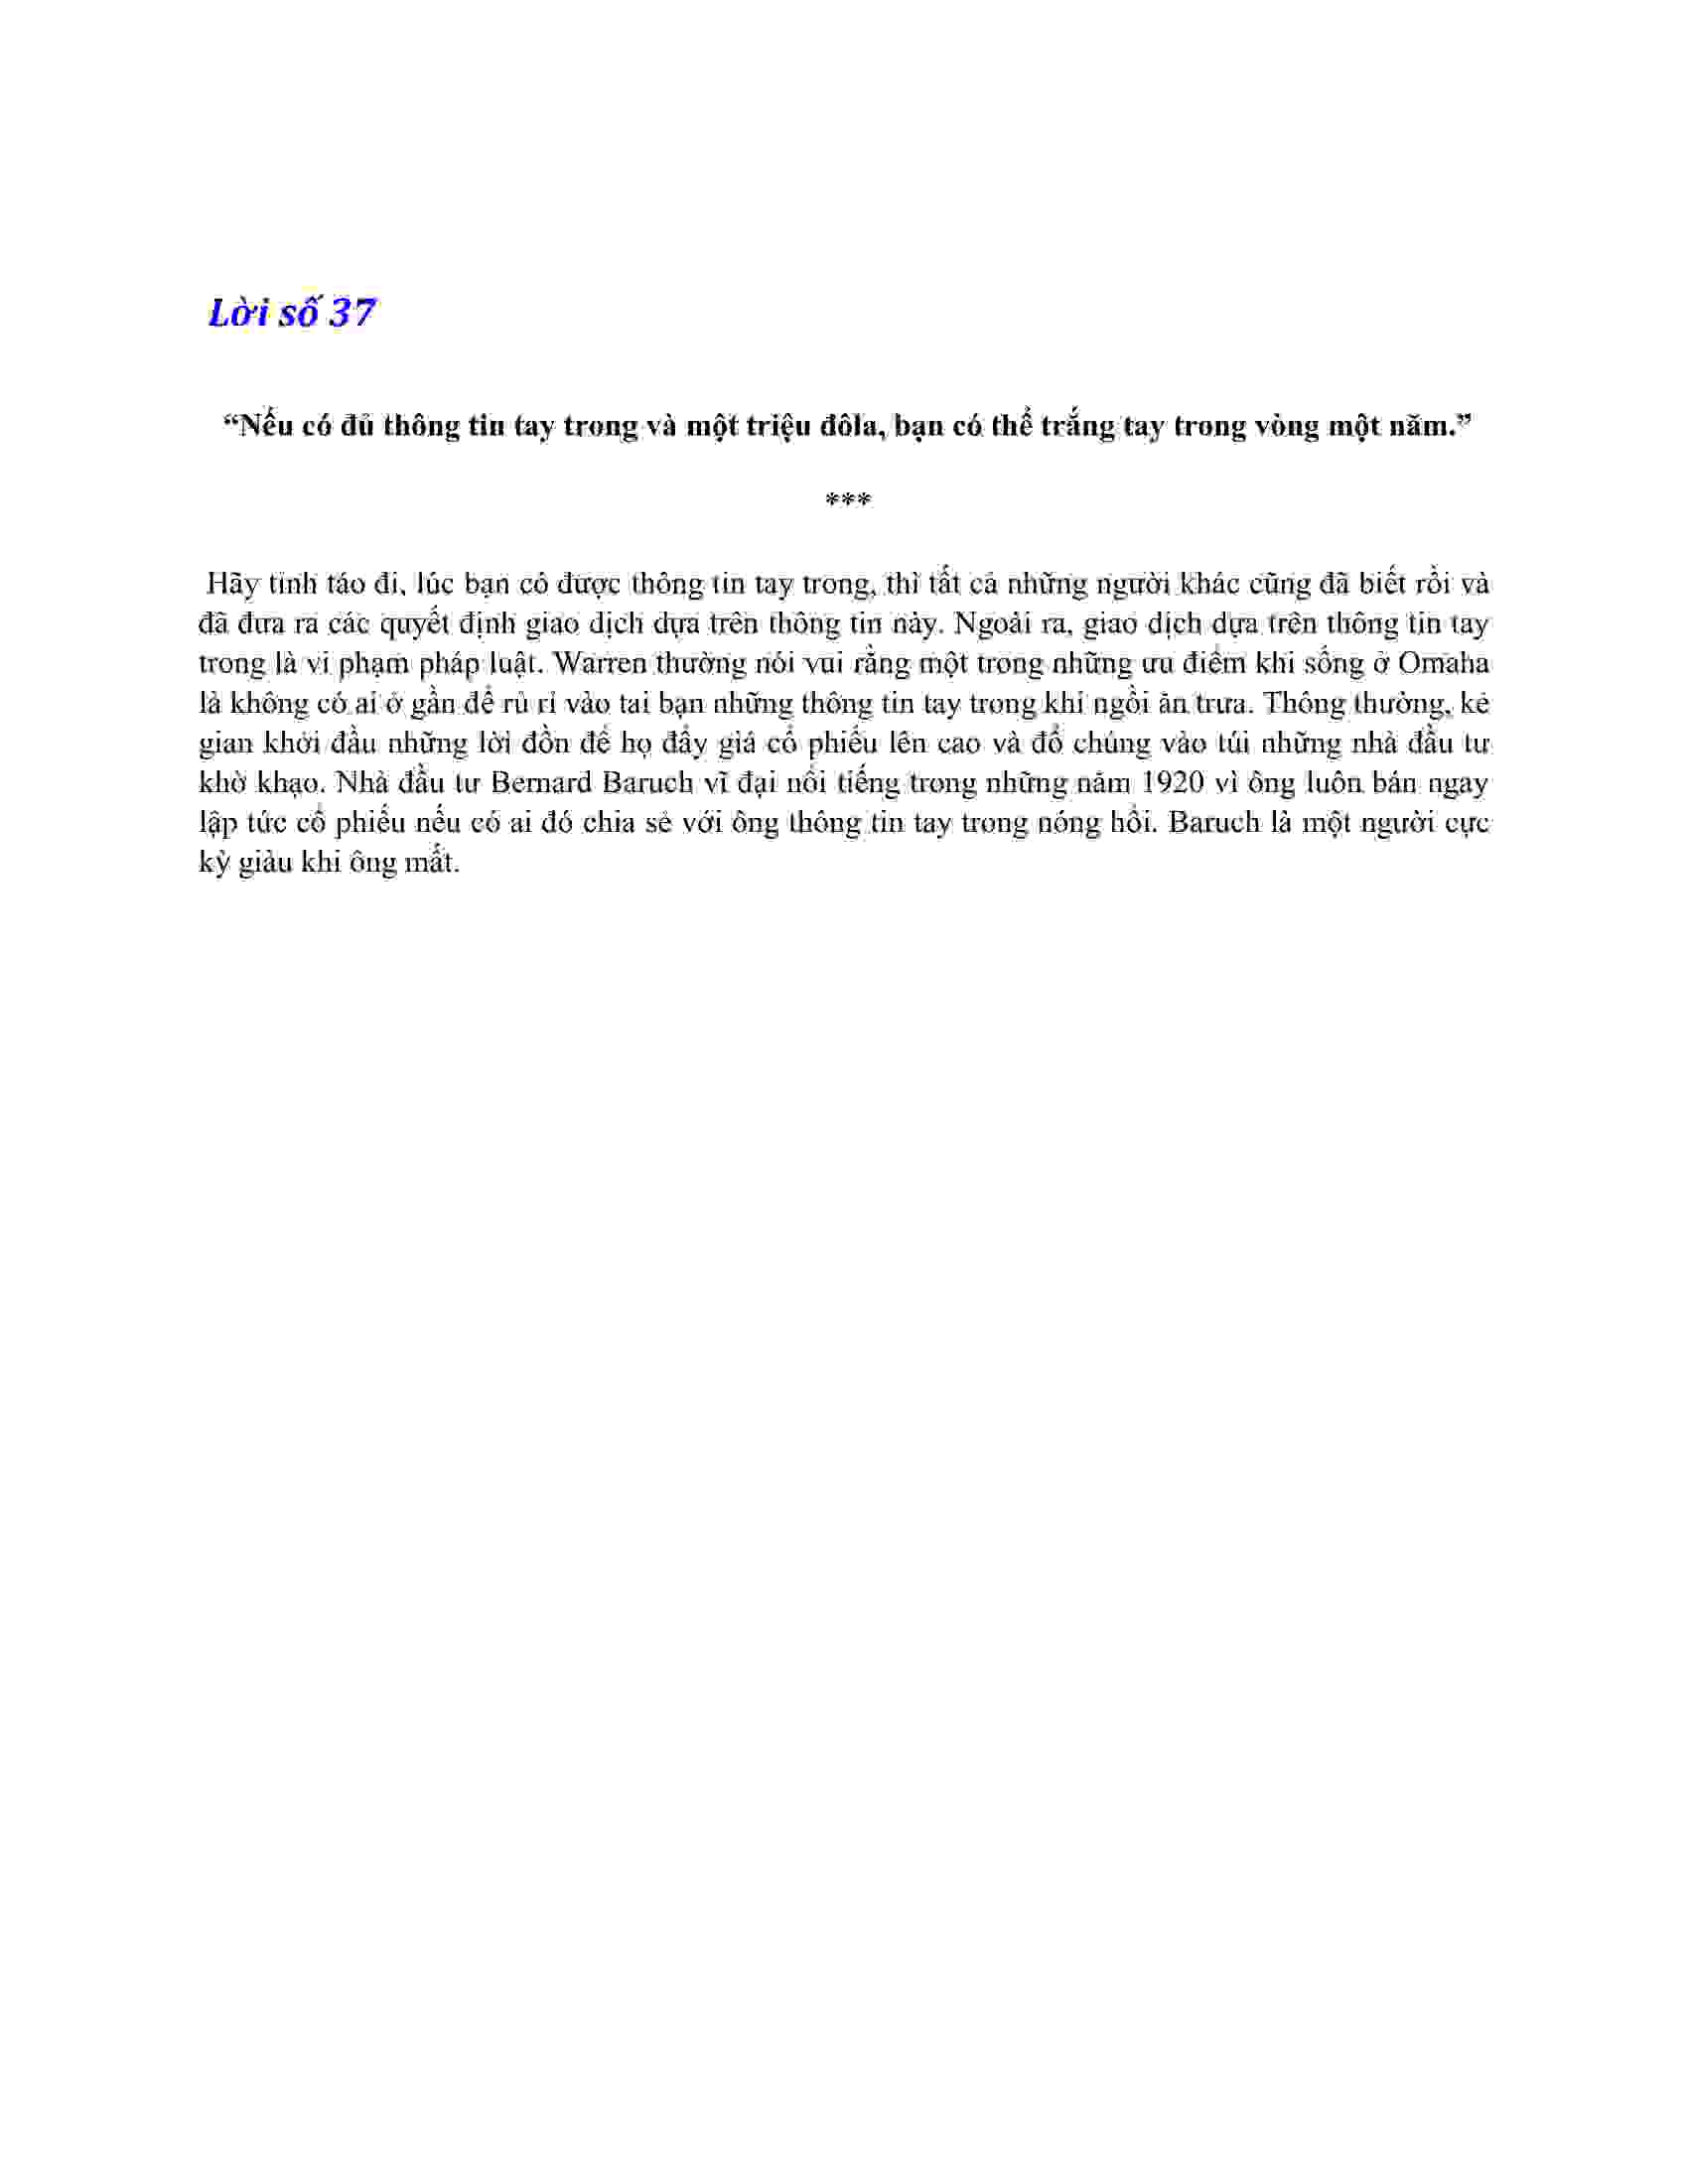 Lời số 37
“Nếu có đủ thông tin tay trong và một triệu đôla, bạn có thể trắng tay trong vòng một năm.”
***
Hãy tỉnh táo đi, lúc bạn có được thông tin tay trong, thì tất cả những người khác cũng đã biết rồi và
đã đưa ra các quyết định giao dịch dựa trên thông tin này. Ngoài ra, giao dịch dựa trên thông tin tay
trong là vi phạm pháp luật. Warren thường nói vui rằng một trong những ưu điểm khi sống ở Omaha
là không có ai ở gần để rủ rỉ vào tai bạn những thông tin tay trong khi ngồi ăn trưa. Thông thường, kẻ
gian khởi đầu những lời đồn để họ đẩy giá cổ phiếu lên cao và đổ chúng vào túi những nhà đầu tư
khờ khạo. Nhà đầu tư Bernard Baruch vĩ đại nổi tiếng trong những năm 1920 vì ông luôn bán ngay
lập tức cổ phiếu nếu có ai đó chia sẻ với ông thông tin tay trong nóng hổi. Baruch là một người cực
kỳ giàu khi ông mất.